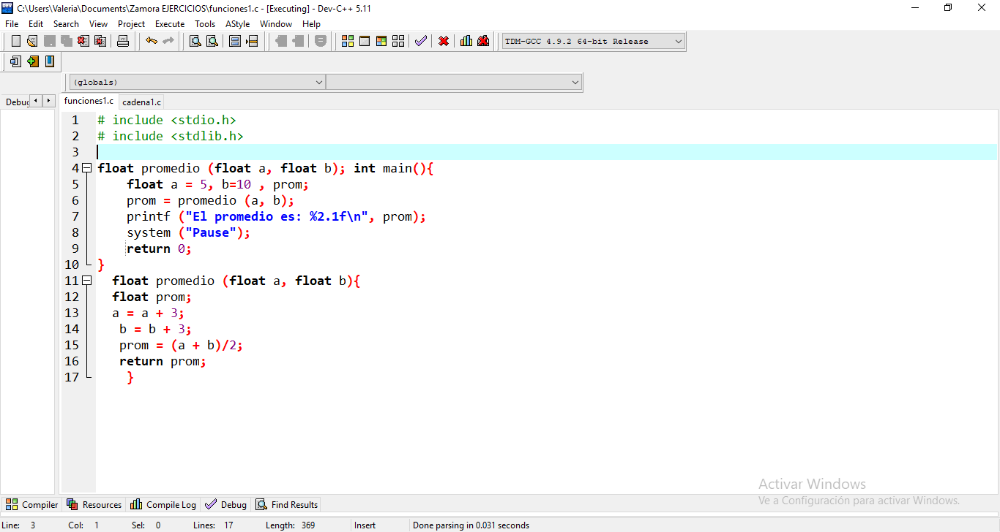 C:\Users\Valeria\Documents\Zamora EJERCICIOS\funciones1.c - [Executing] - Dev-C++ 5.11
File Edit Search View Project Execute Tools AStyle Window Help
TDM-GCC 4.9.2 64-bit Release
(globals)
Debug funciones1.c cadena1.c
1 # include <stdio.h>
2 # include <stdlib.h>
3
4 float promedio (float a, float b); int main(){
5 float a = 5, b=10 , prom;
6 prom = promedio (a, b);
7 printf ("El promedio es: %2.1f\n", prom);
8 system ("Pause");
9 return 0;
10 }
11 float promedio (float a, float b){
12 float prom;
13 a = a + 3;
14 b = b + 3;
15 prom = (a + b)/2;
16 return prom;
17 }
Activar Windows
Ve a Configuración para activar Windows.
Compiler Resources Compile Log Debug Find Results
Line: 3 Col: 1 Sel: 0 Lines: 17 Length: 369 Insert Done parsing in 0.031 seconds